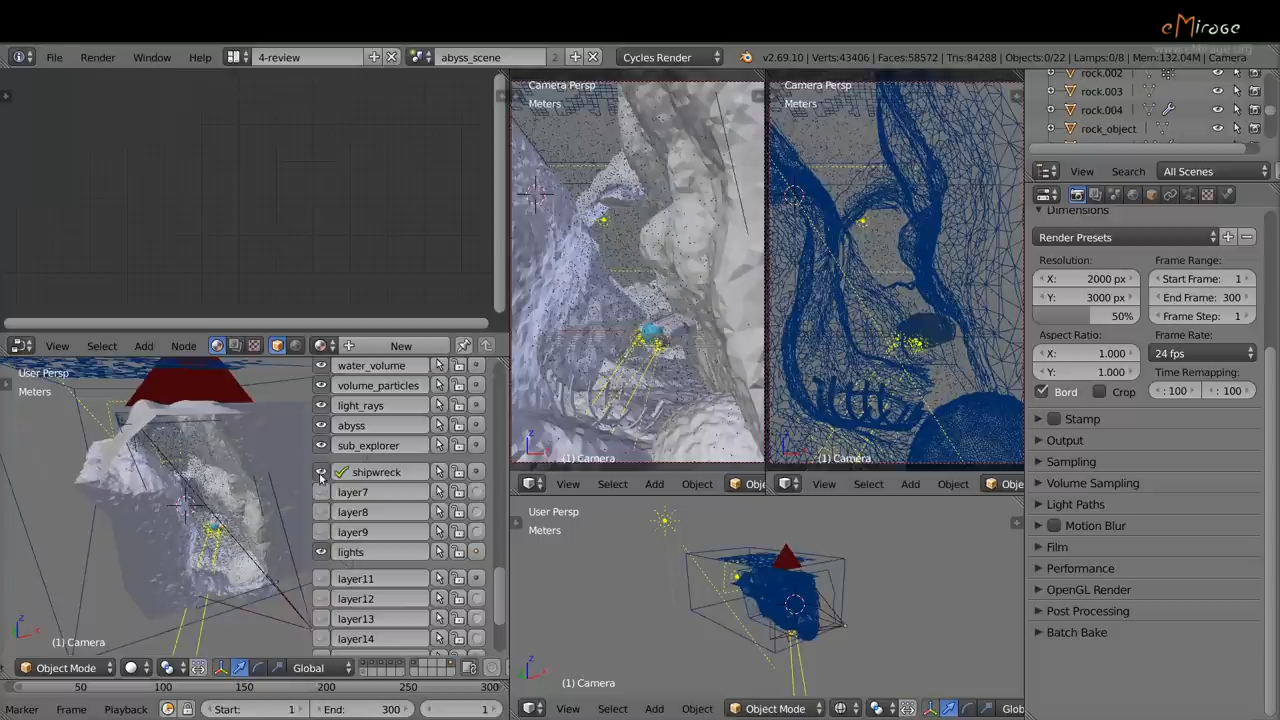 eMirage
www.eMirage.org
File Render Window Help 4-review abyss_scene 2 Cycles Render v2.69.10 | Verts:43406 | Faces:58572 | Tris:84288 | Objects:0/22 | Lamps:0/8 | Mem:132.04M | Camera
Camera Persp
Meters
Camera Persp
Meters
(1) Camera
(1) Camera
View Select Add Object
View Select Add Object
rock.002
rock.003
rock.004
rock_object
View Search All Scenes
Dimensions
Render Presets
Resolution: Frame Range:
X: 2000 px Start Frame: 1
Y: 3000 px End Frame: 300
50% Frame Step: 1
Aspect Ratio: Frame Rate:
X: 1.000 24 fps
Y: 1.000 Time Remapping:
Bord Crop : 100 : 100
Stamp
Output
Sampling
Volume Sampling
Light Paths
Motion Blur
Film
Performance
OpenGL Render
Post Processing
Batch Bake
View Select Add Node New
User Persp
Meters
water_volume
volume_particles
light_rays
abyss
sub_explorer
shipwreck
layer7
layer8
layer9
lights
layer11
layer12
layer13
layer14
(1) Camera
Object Mode Global
50 100 150 200 250 300
Marker Frame Playback Start: 1 End: 300 1
User Persp
Meters
(1) Camera
View Select Add Object Object Mode Glob